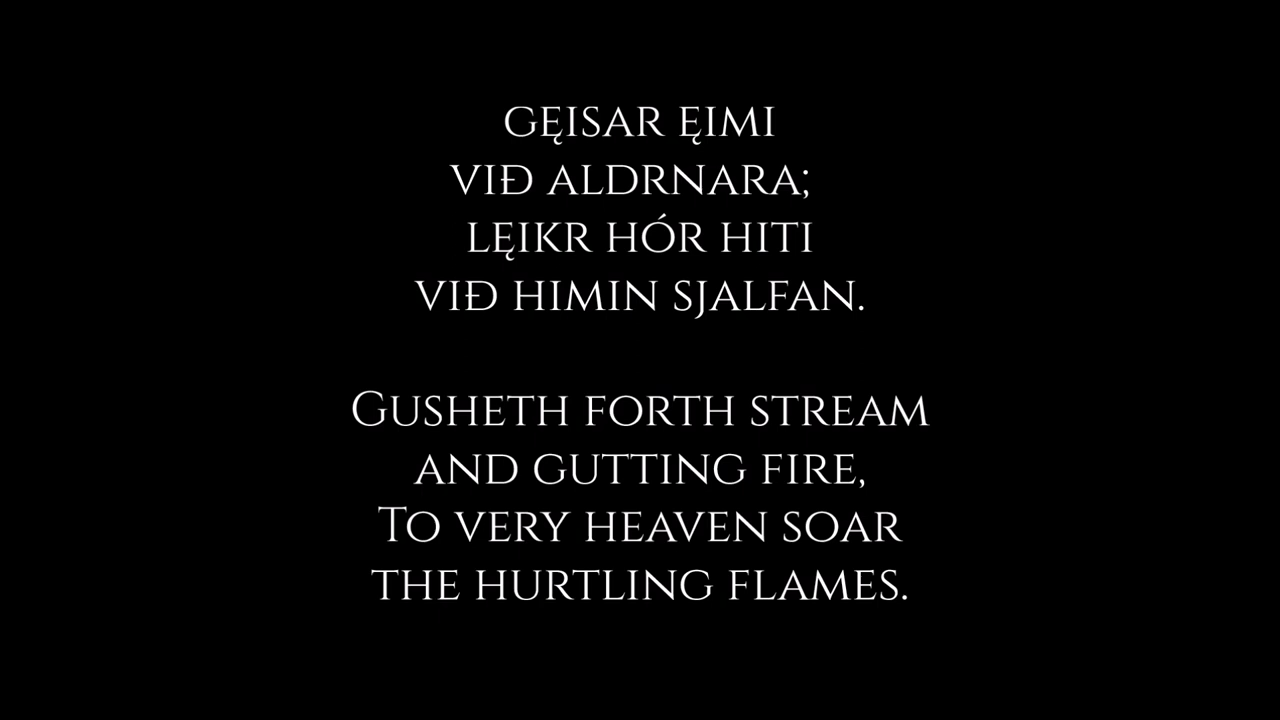 gęisar ęimi
við aldrnara;
lęikr hór hiti
við himin sjalfan.
Gusheth forth stream
and gutting fire,
To very heaven soar
the hurtling flames.